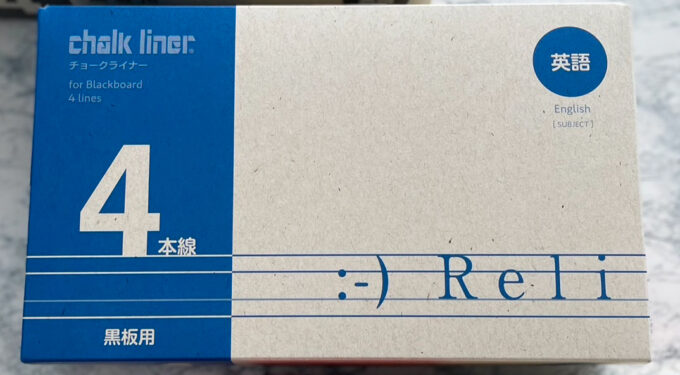 chalk liner®
チョークライナー
for Blackboard
4 lines
4本線
黒板用
英語
English
[SUBJECT]
:-) Reli